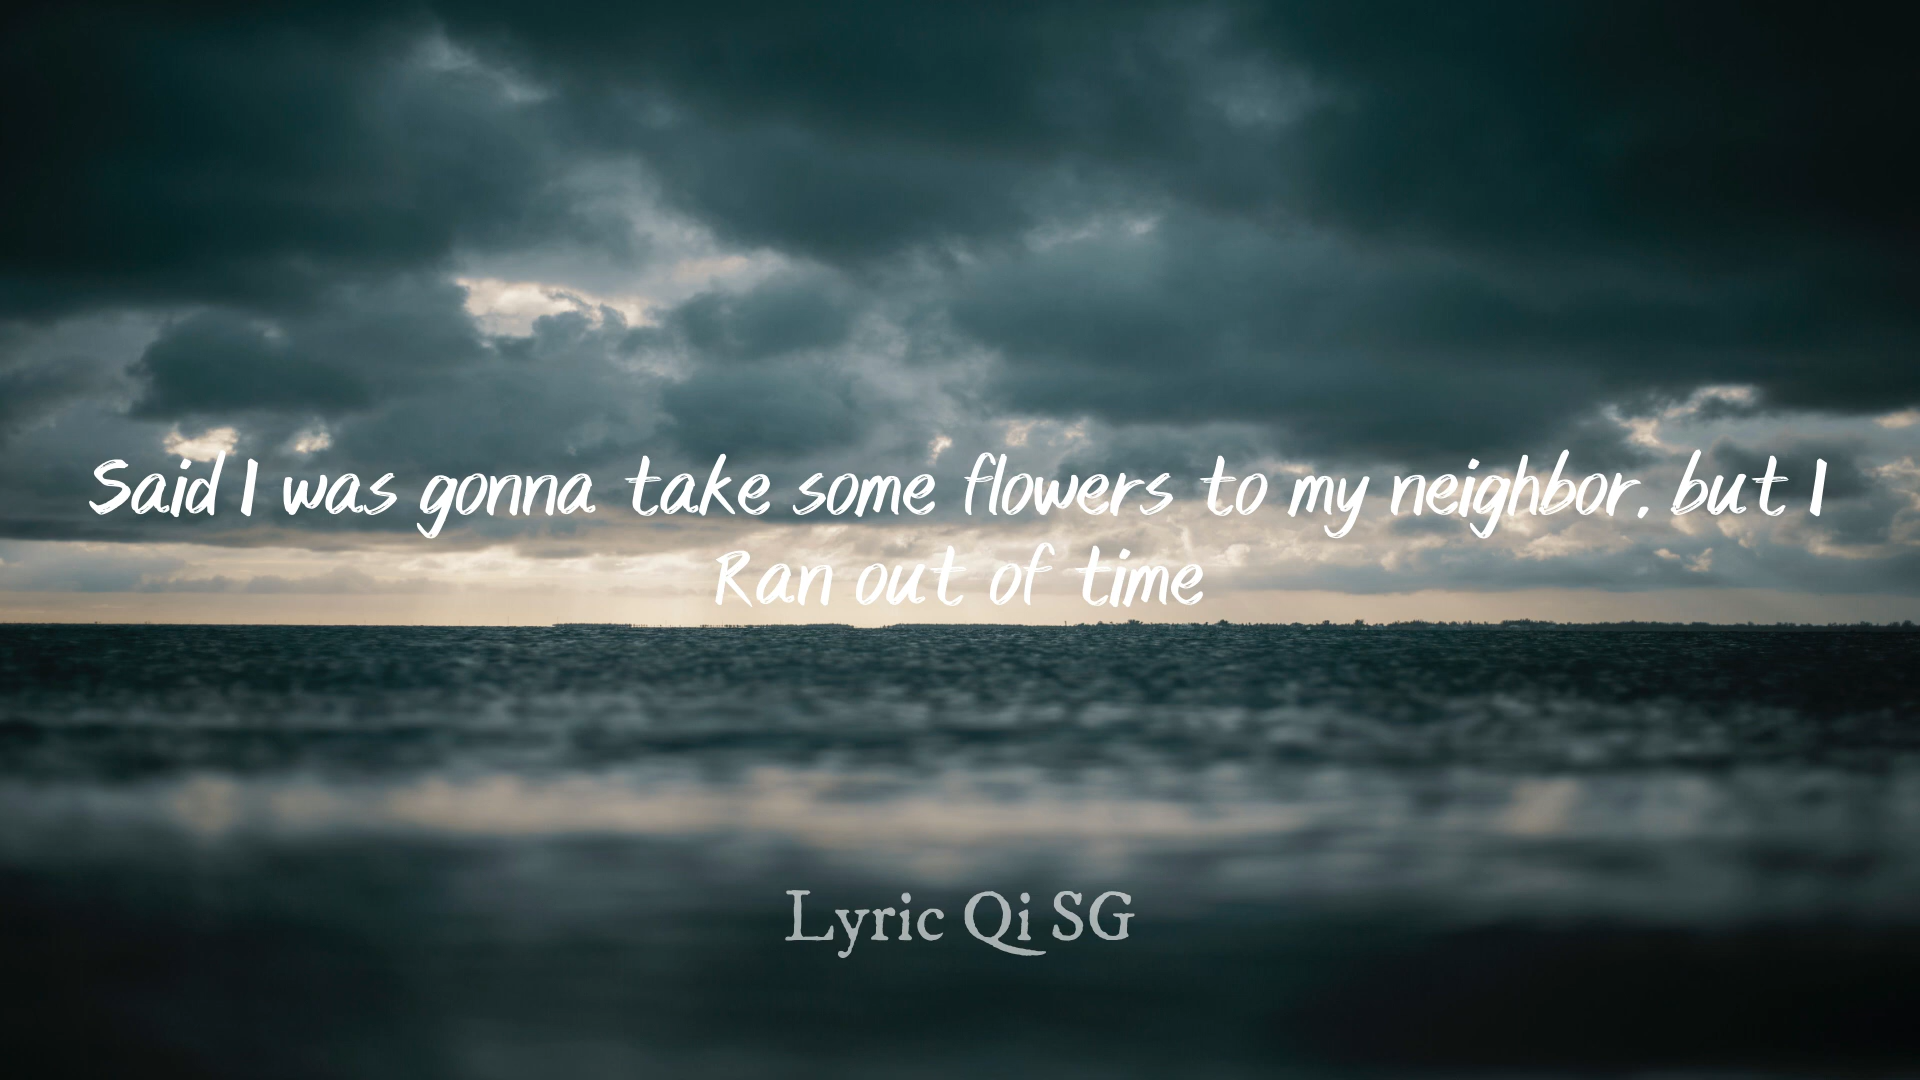 Said I was gonna take some flowers to my neighbor, but I
Ran out of time
Lyric Qi SG